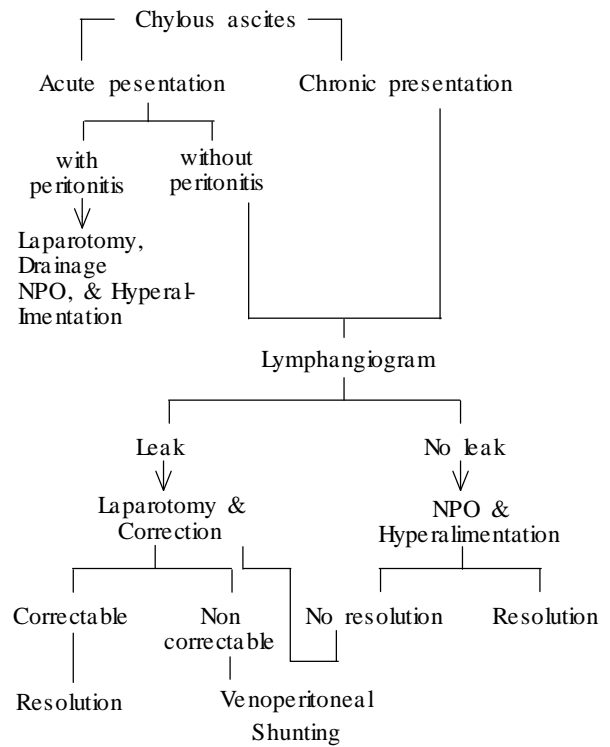 Chylous ascites
Acute pesentation
Chronic presentation
with
peritonitis
without
peritonitis
Laparotomy,
Drainage
NPO, & Hyperal-
Imentation
Lymphangiogram
Leak
No leak
Laparotomy &
Correction
NPO &
Hyperalimentation
Correctable
Non
correctable
No resolution
Resolution
Resolution
Venoperitoneal
Shunting